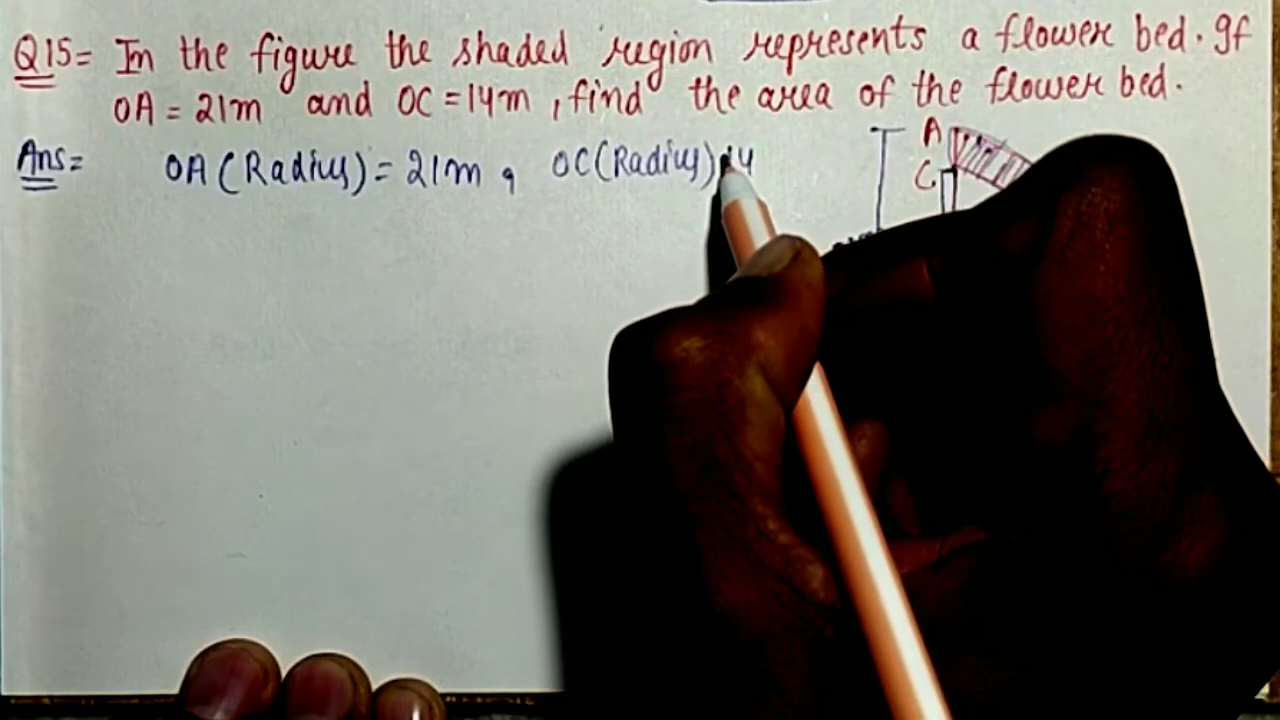 Q15= In the figure the shaded region represents a flower bed. If
OA = 21m and OC = 14m, find the area of the flower bed.
Ans= OA (Radius) = 21m, OC (Radius) 14
A
C